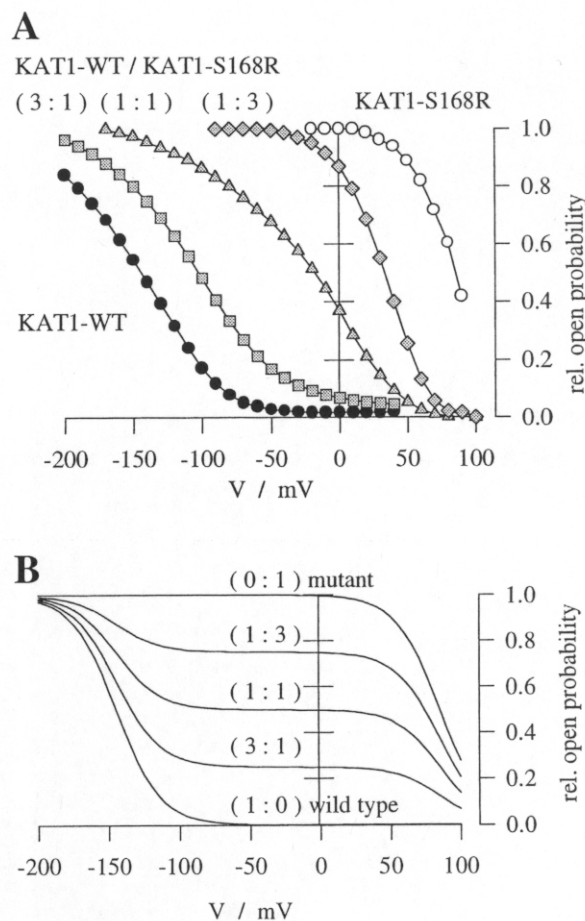 A
KAT1-WT / KAT1-S168R
( 3 : 1 ) ( 1 : 1 ) ( 1 : 3 ) KAT1-S168R
KAT1-WT
1.0
0.8
0.6
0.4
0.2
0.0
rel. open probability
-200 -150 -100 -50 0 50 100
V / mV
B
( 0 : 1 ) mutant
( 1 : 3 )
( 1 : 1 )
( 3 : 1 )
( 1 : 0 ) wild type
1.0
0.8
0.6
0.4
0.2
0.0
rel. open probability
-200 -150 -100 -50 0 50 100
V / mV